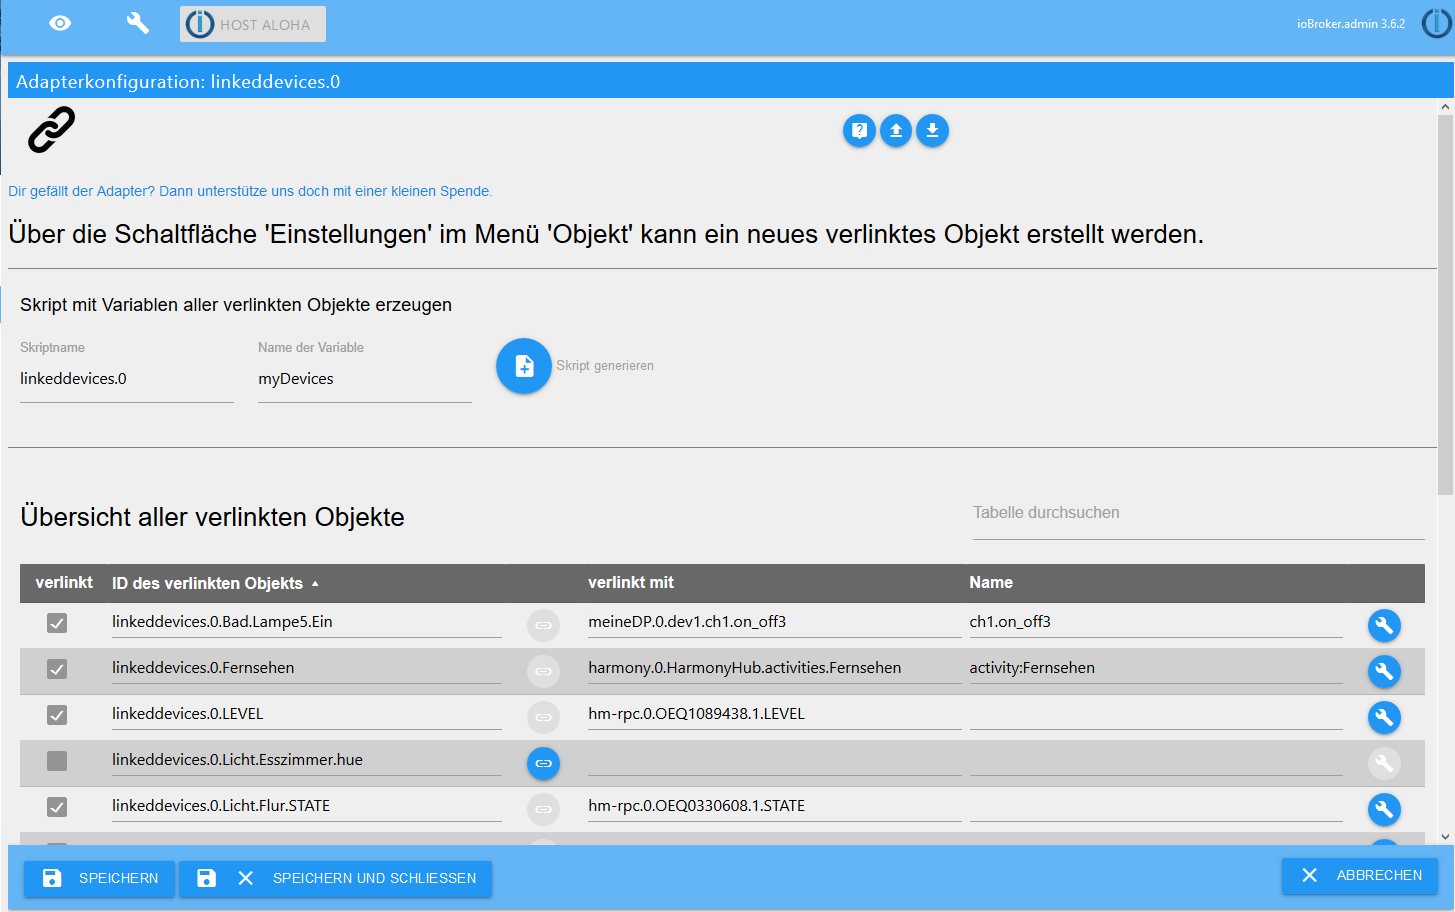 HOST ALOHA
ioBroker.admin 3.6.2
Adapterkonfiguration: linkeddevices.0
Dir gefällt der Adapter? Dann unterstütze uns doch mit einer kleinen Spende.
Über die Schaltfläche 'Einstellungen' im Menü 'Objekt' kann ein neues verlinktes Objekt erstellt werden.
Skript mit Variablen aller verlinkten Objekte erzeugen
Skriptname Name der Variable
linkeddevices.0 myDevices
Skript generieren
Übersicht aller verlinkten Objekte
Tabelle durchsuchen
verlinkt ID des verlinkten Objekts verlinkt mit Name
linkeddevices.0.Bad.Lampe5.Ein meineDP.0.dev1.ch1.on_off3 ch1.on_off3
linkeddevices.0.Fernsehen harmony.0.HarmonyHub.activities.Fernsehen activity:Fernsehen
linkeddevices.0.LEVEL hm-rpc.0.OEQ1089438.1.LEVEL
linkeddevices.0.Licht.Esszimmer.hue
linkeddevices.0.Licht.Flur.STATE hm-rpc.0.OEQ0330608.1.STATE
SPEICHERN SPEICHERN UND SCHLIESSEN ABBRECHEN